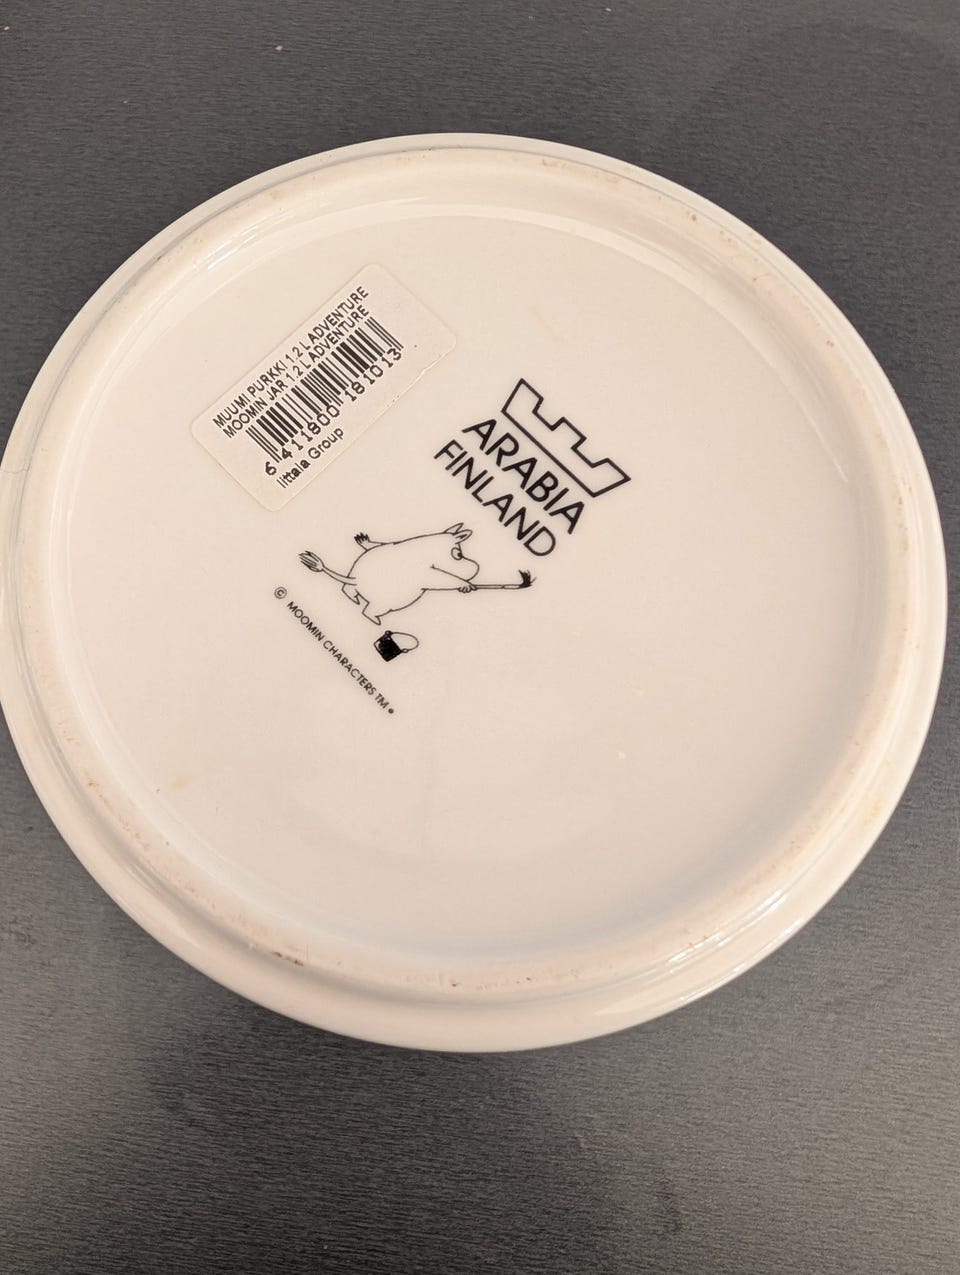 MUUMI PURKKI 1,2 L ADVENTURE
MOOMIN JAR 1,2 L ADVENTURE
6 411800 181013
Iittala Group
ARABIA
FINLAND
© MOOMIN CHARACTERS TM